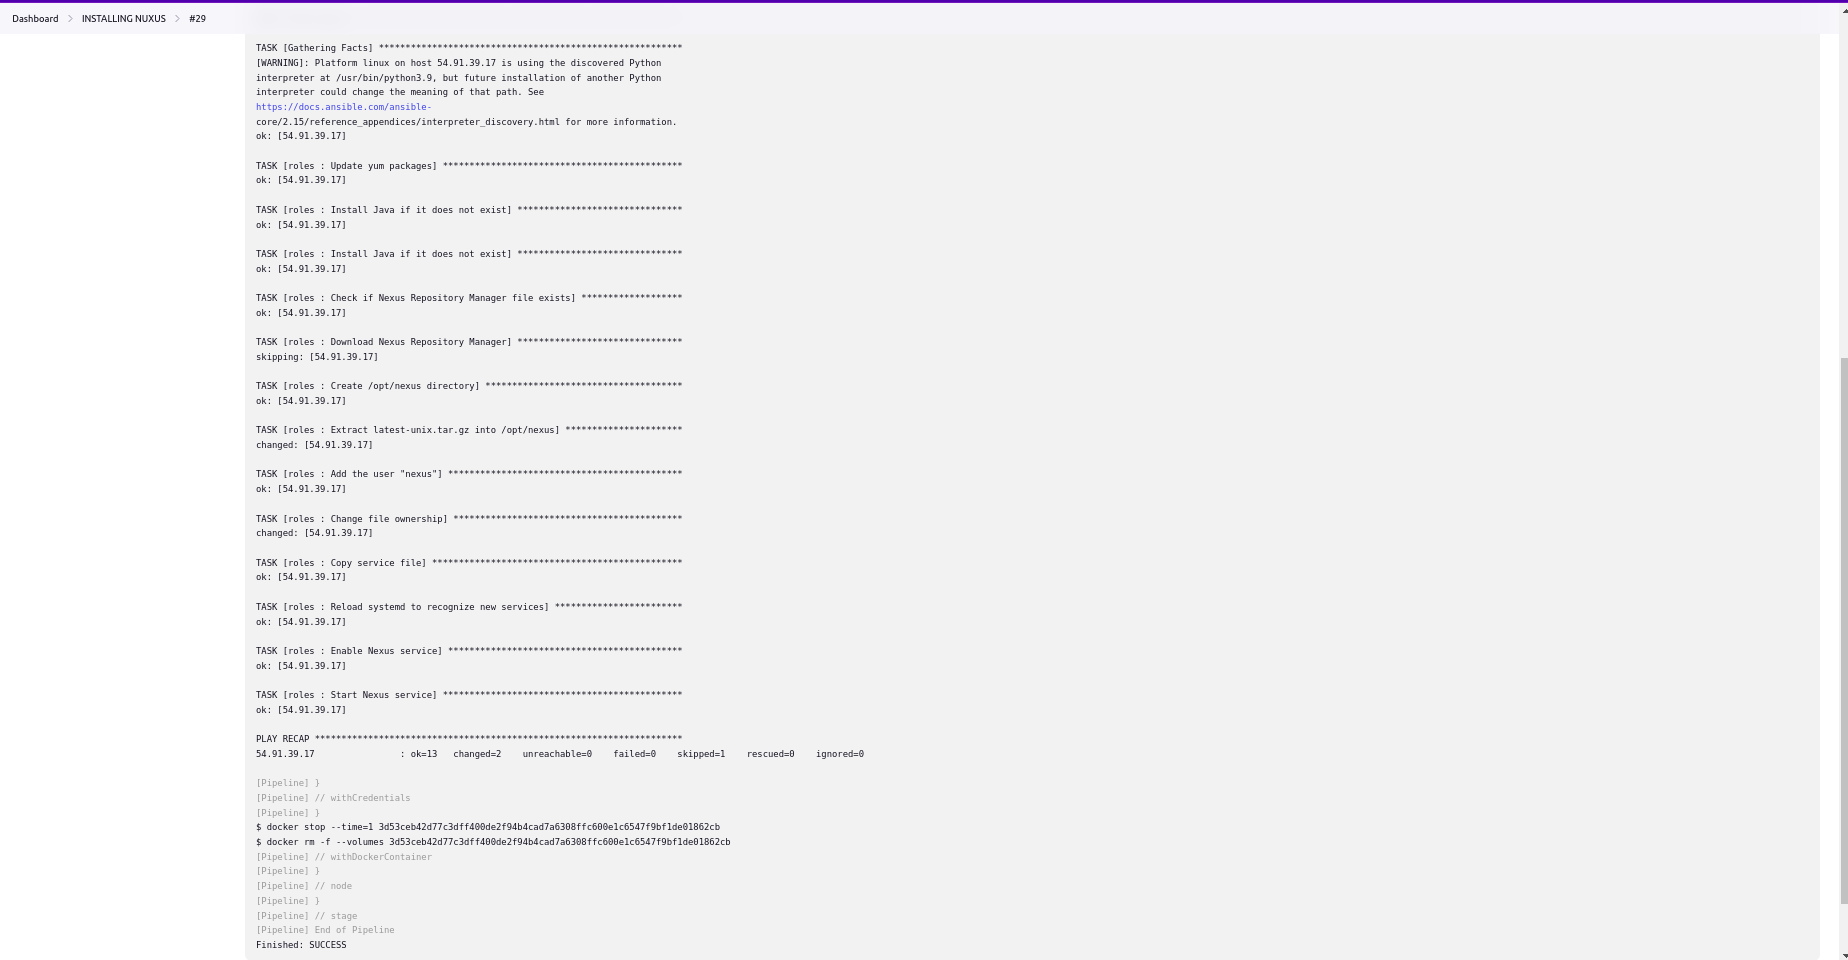 Dashboard > INSTALLING NUXUS > #29
TASK [Gathering Facts] *********************************************************
[WARNING]: Platform linux on host 54.91.39.17 is using the discovered Python
interpreter at /usr/bin/python3.9, but future installation of another Python
interpreter could change the meaning of that path. See
https://docs.ansible.com/ansible-
core/2.15/reference_appendices/interpreter_discovery.html for more information.
ok: [54.91.39.17]
TASK [roles : Update yum packages] *********************************************
ok: [54.91.39.17]
TASK [roles : Install Java if it does not exist] *******************************
ok: [54.91.39.17]
TASK [roles : Install Java if it does not exist] *******************************
ok: [54.91.39.17]
TASK [roles : Check if Nexus Repository Manager file exists] *******************
ok: [54.91.39.17]
TASK [roles : Download Nexus Repository Manager] *******************************
skipping: [54.91.39.17]
TASK [roles : Create /opt/nexus directory] *************************************
ok: [54.91.39.17]
TASK [roles : Extract latest-unix.tar.gz into /opt/nexus] **********************
changed: [54.91.39.17]
TASK [roles : Add the user "nexus"] ********************************************
ok: [54.91.39.17]
TASK [roles : Change file ownership] *******************************************
changed: [54.91.39.17]
TASK [roles : Copy service file] ***********************************************
ok: [54.91.39.17]
TASK [roles : Reload systemd to recognize new services] ************************
ok: [54.91.39.17]
TASK [roles : Enable Nexus service] ********************************************
ok: [54.91.39.17]
TASK [roles : Start Nexus service] *********************************************
ok: [54.91.39.17]
PLAY RECAP *********************************************************************
54.91.39.17                : ok=13   changed=2    unreachable=0    failed=0    skipped=1    rescued=0    ignored=0
[Pipeline] }
[Pipeline] // withCredentials
[Pipeline] }
$ docker stop --time=1 3d53ceb42d77c3dff400de2f94b4cad7a6308ffc600e1c6547f9bf1de01862cb
$ docker rm -f --volumes 3d53ceb42d77c3dff400de2f94b4cad7a6308ffc600e1c6547f9bf1de01862cb
[Pipeline] // withDockerContainer
[Pipeline] }
[Pipeline] // node
[Pipeline] }
[Pipeline] // stage
[Pipeline] End of Pipeline
Finished: SUCCESS